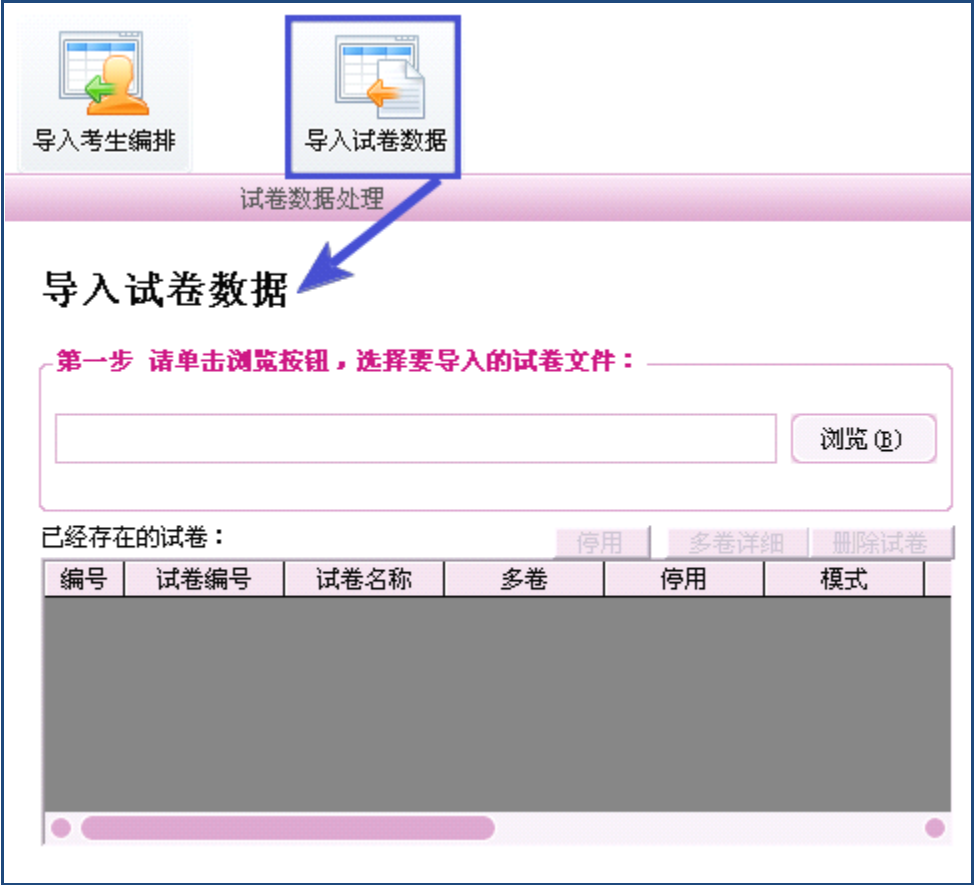 导入考生编排 导入试卷数据
试卷数据处理
导入试卷数据
第一步 请单击浏览按钮，选择要导入的试卷文件：
浏览(B)
已经存在的试卷： 停用 多卷详细 删除试卷
编号 试卷编号 试卷名称 多卷 停用 模式